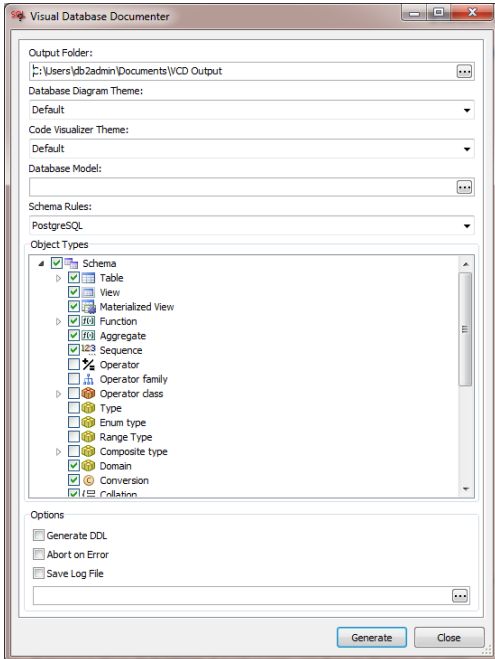 SQL Visual Database Documenter
Output Folder:
C:\Users\db2admin\Documents\VCD Output
Database Diagram Theme:
Default
Code Visualizer Theme:
Default
Database Model:
Schema Rules:
PostgreSQL
Object Types
Schema
Table
View
Materialized View
f(x) Function
f(x) Aggregate
123 Sequence
Operator
Operator family
Operator class
Type
Enum type
Range Type
Composite type
Domain
© Conversion
Collation
Options
Generate DDL
Abort on Error
Save Log File
Generate
Close